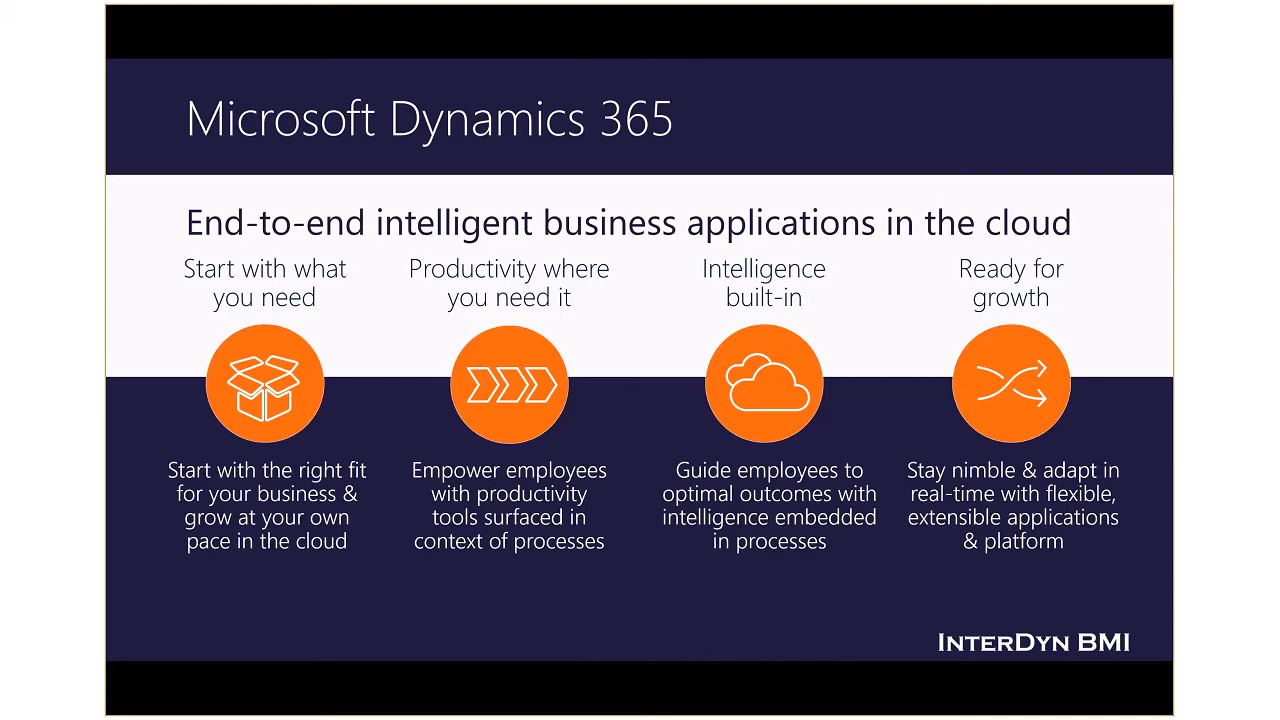 Microsoft Dynamics 365
End-to-end intelligent business applications in the cloud
Start with what
you need
Productivity where
you need it
Intelligence
built-in
Ready for
growth
Start with the right fit
for your business &
grow at your own
pace in the cloud
Empower employees
with productivity
tools surfaced in
context of processes
Guide employees to
optimal outcomes with
intelligence embedded
in processes
Stay nimble & adapt in
real-time with flexible,
extensible applications
& platform
INTERDYN BMI